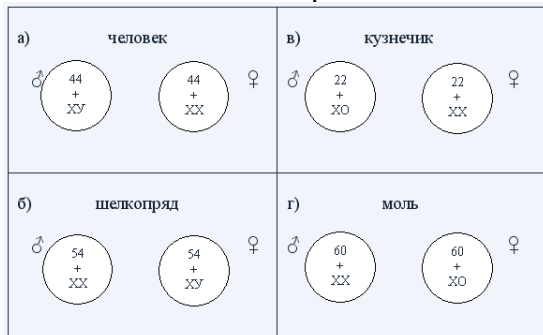 а) человек
♂ 44 + ХУ
44 + ХХ ♀
в) кузнечик
♂ 22 + ХО
22 + ХХ ♀
б) шелкопряд
♂ 54 + ХХ
54 + ХУ ♀
г) моль
♂ 60 + ХХ
60 + ХО ♀